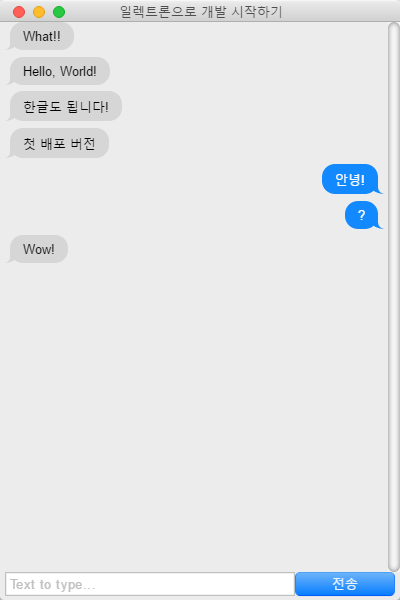 일렉트론으로 개발 시작하기
What!!
Hello, World!
한글도 됩니다!
첫 배포 버전
안녕!
?
Wow!
Text to type...
전송